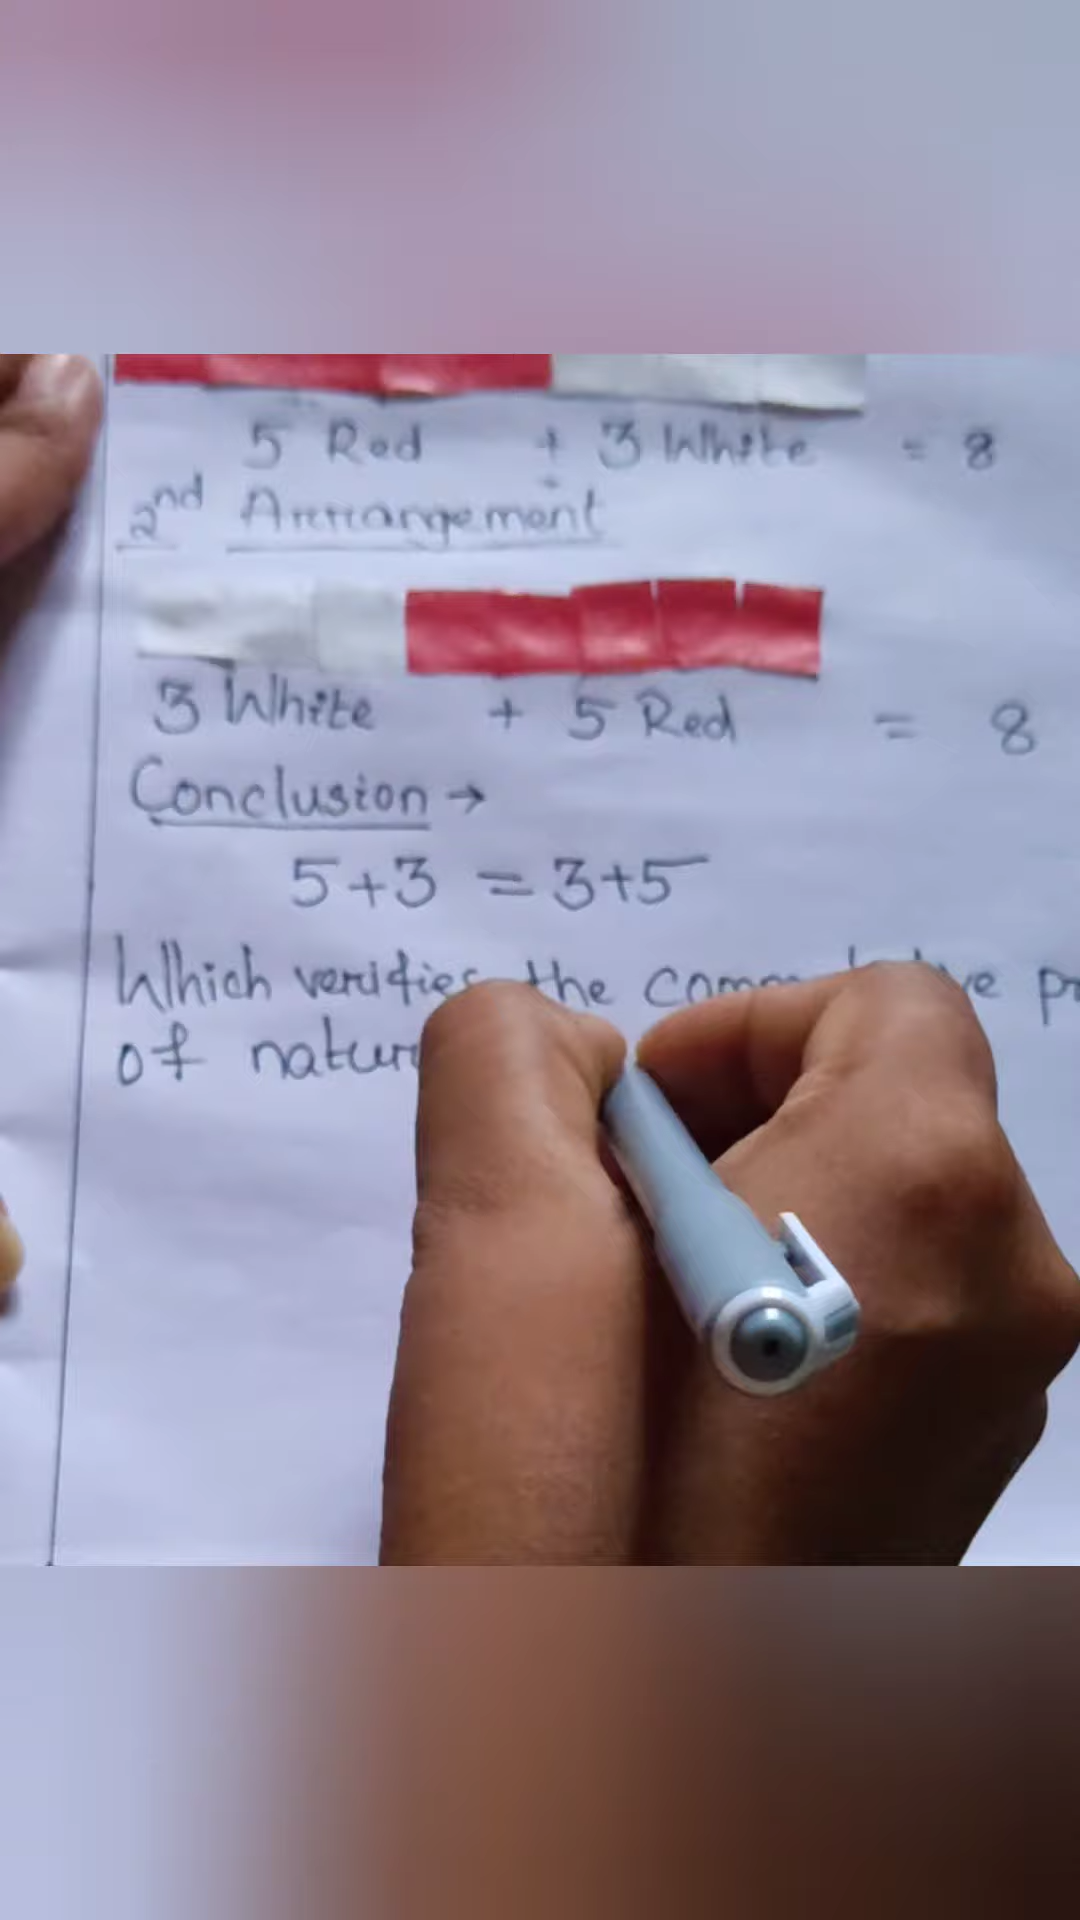 5 Red + 3 White = 8
2nd Arrangement
3 White + 5 Red = 8
Conclusion →
5+3 = 3+5
Which verifies the
of